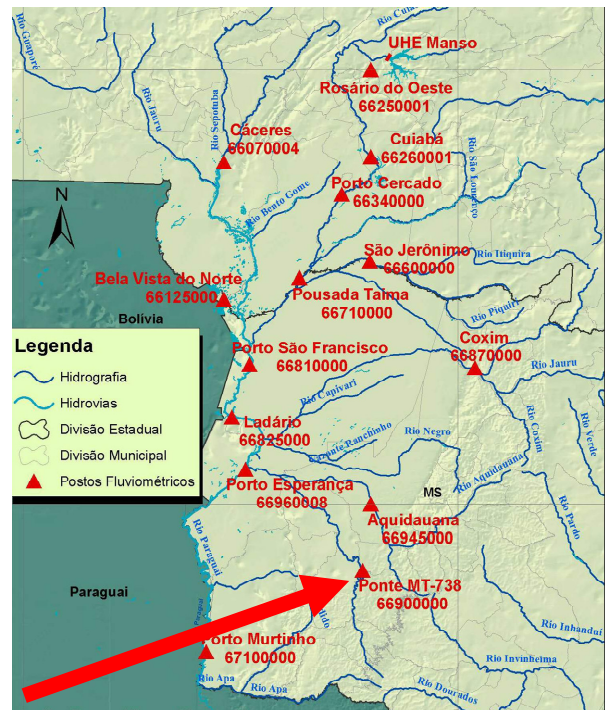 Rio Cuiabá
Rio Guaporé
UHE Manso
Rosário do Oeste
66250001
Rio Jauru
Rio Sepotuba
Cáceres
66070004
Cuiabá
66260001
Rio São Lourenço
Porto Cercado
66340000
N
Rio Bento Gome
São Jerônimo
66600000
Rio Itiquira
Bela Vista do Norte
66125000
Pousada Taima
66710000
Rio Piquiri
Bolívia
Coxim
66870000
Legenda
Hidrografia
Hidrovias
Divisão Estadual
Divisão Municipal
Postos Fluviométricos
Porto São Francisco
66810000
Rio Jauru
Rio Capivari
Ladário
66825000
Rio Negro
Rio Coxim
Rio Verde
Rio Aquidauana
Porto Esperança
66960008
MS
Aquidauana
66945000
Rio Pardo
Rio Paraguai
Paraguai
Ponte MT-738
66900000
Paraguai
Rio Inhanduí
Porto Murtinho
67100000
Rio Invinheima
Rio Apa
Rio Apa
Rio Dourados